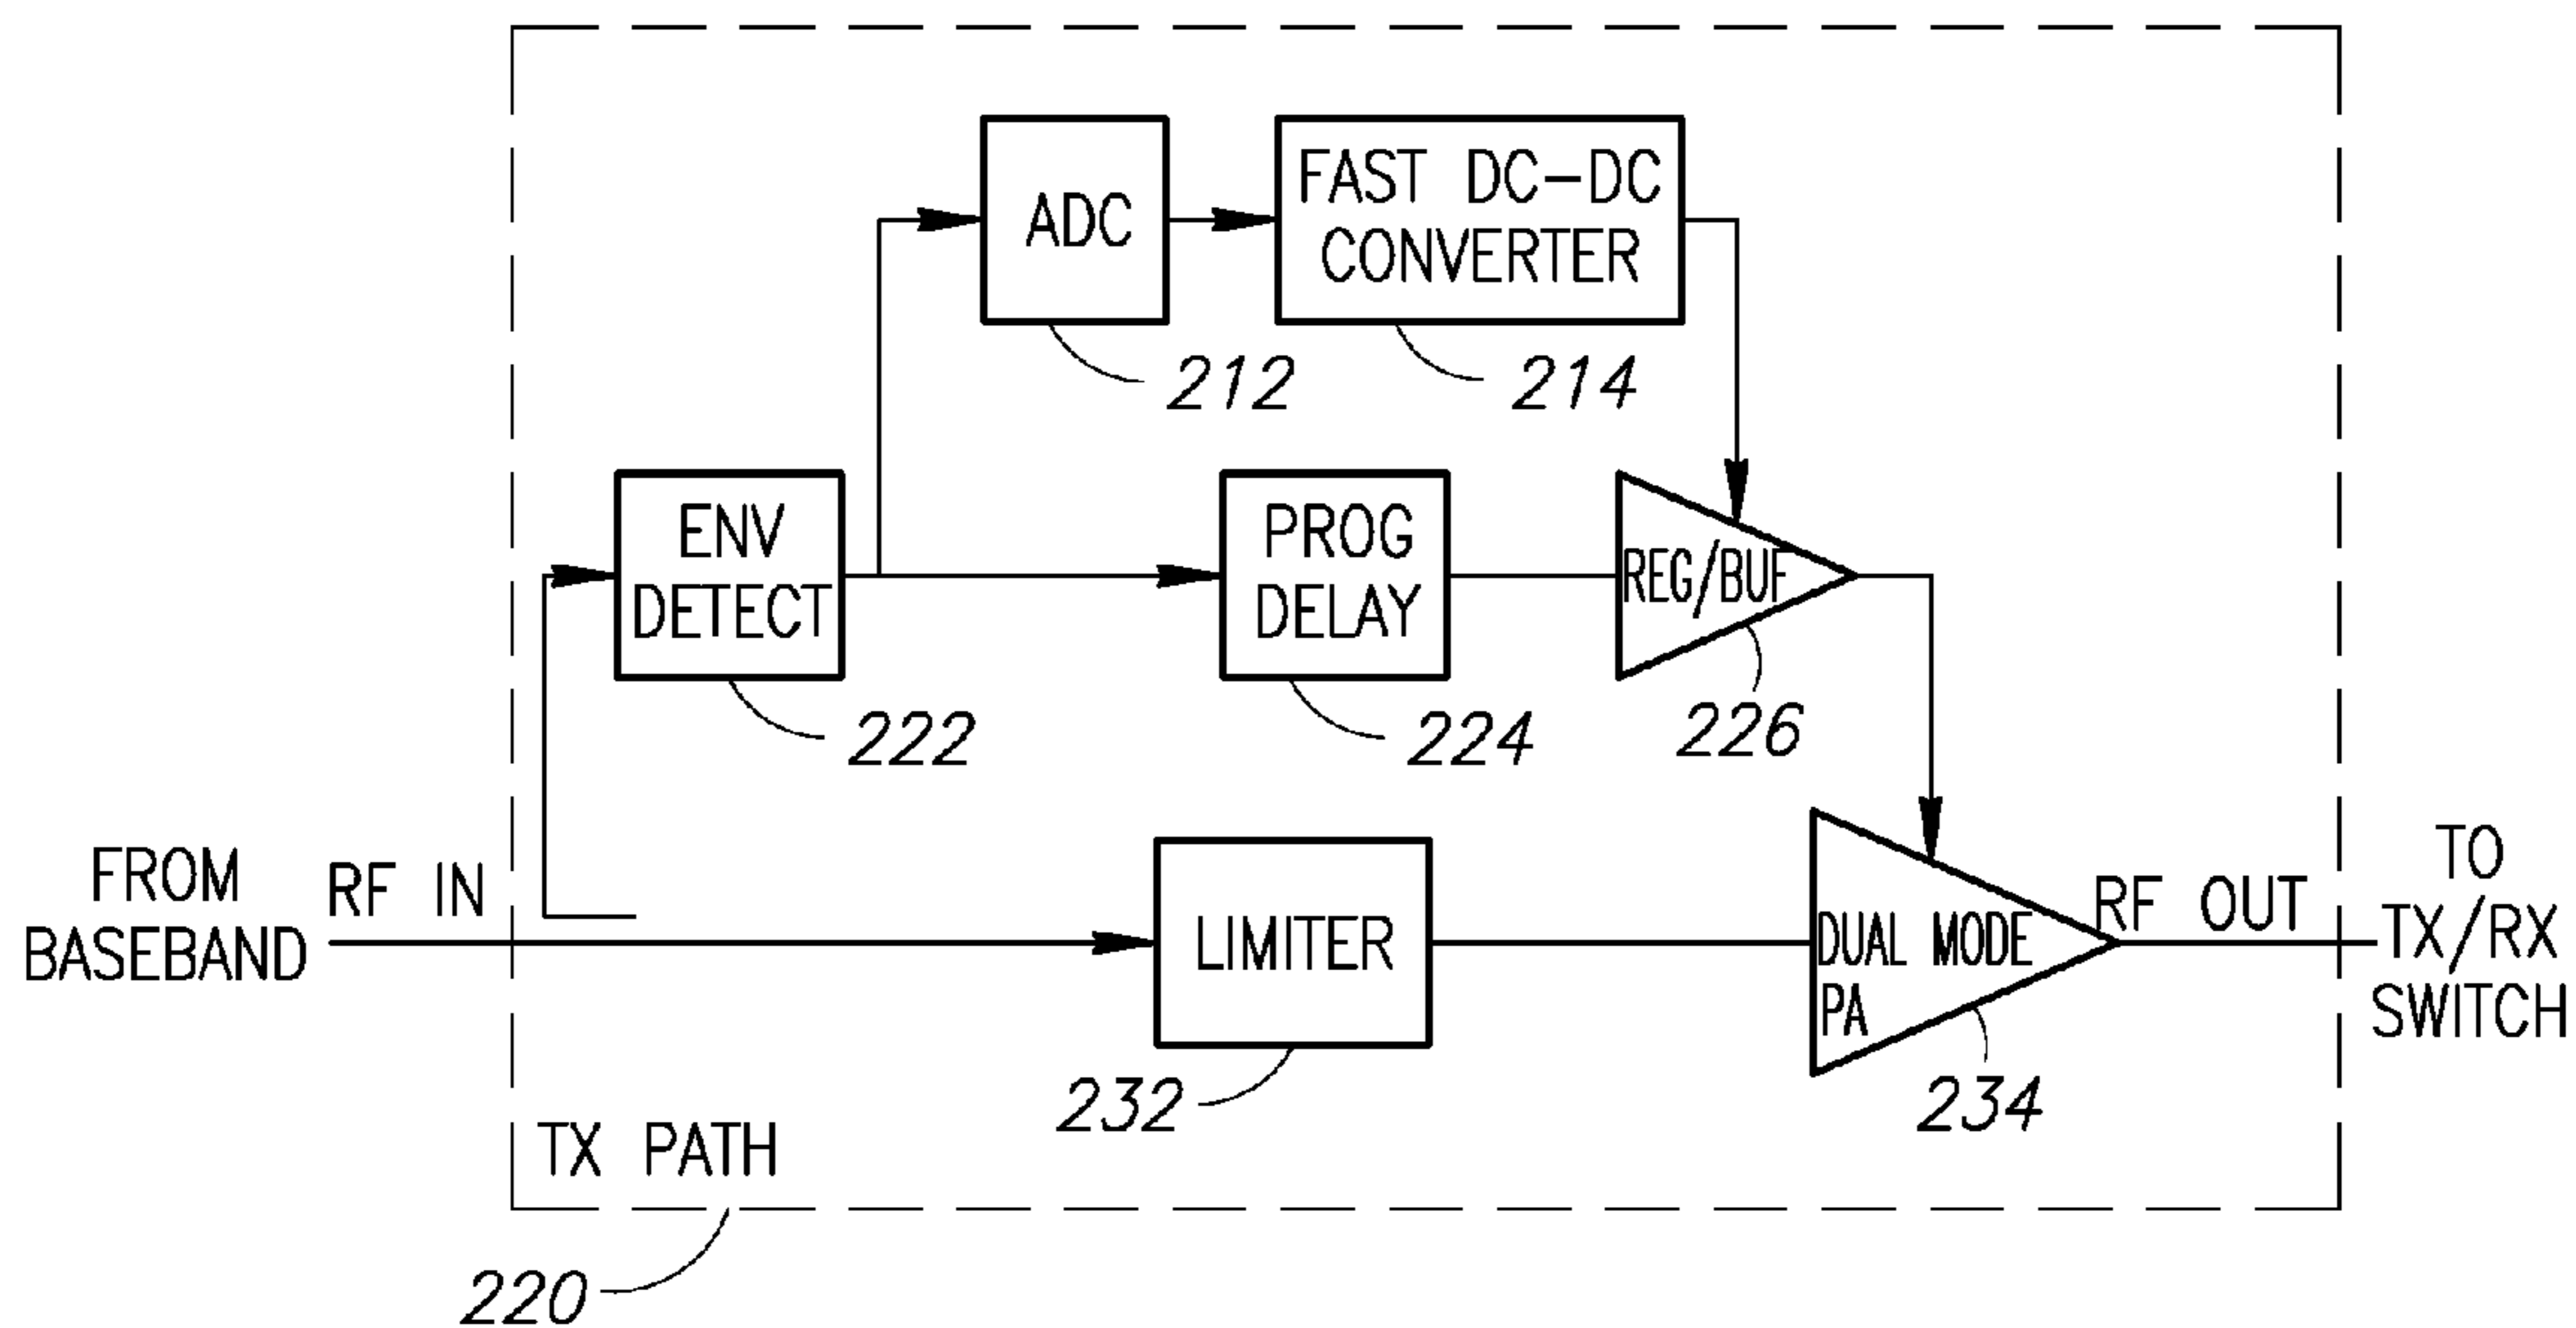 ADC
FAST DC-DC
CONVERTER
212
214
ENV
DETECT
PROG
DELAY
REG/BUF
222
224
226
FROM
BASEBAND
RF IN
LIMITER
DUAL MODE
PA
RF OUT
TO
TX/RX
SWITCH
232
234
TX PATH
220